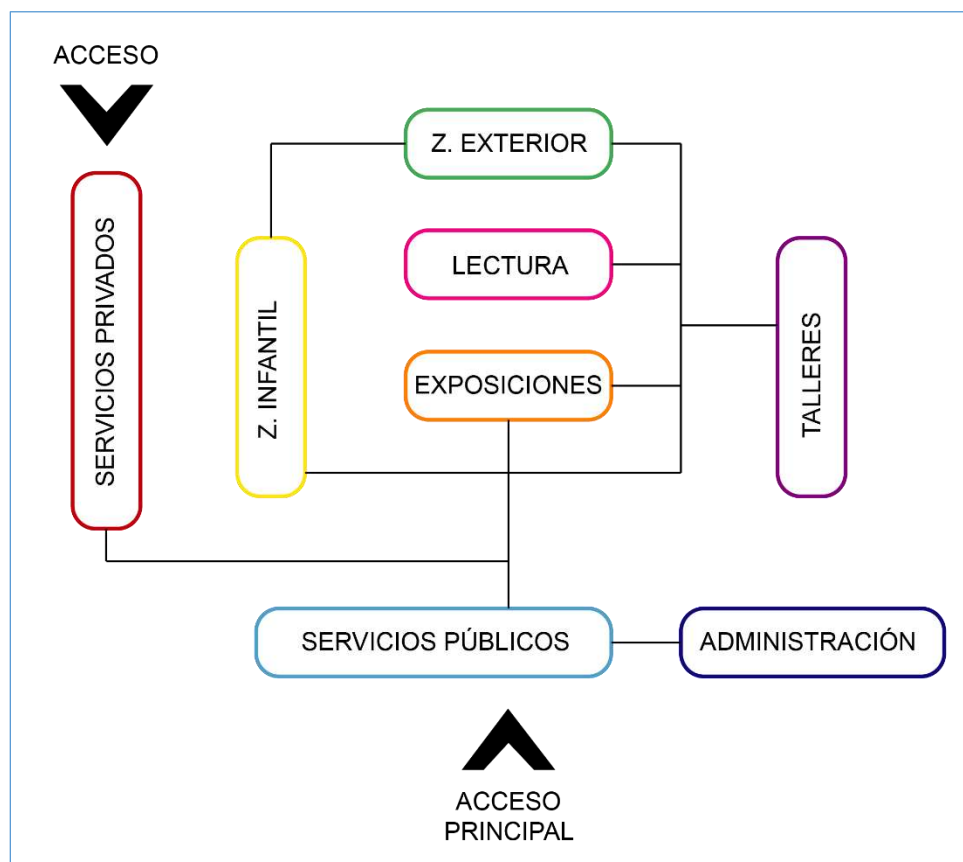 ACCESO
Z. EXTERIOR
SERVICIOS PRIVADOS
Z. INFANTIL
LECTURA
EXPOSICIONES
TALLERES
SERVICIOS PÚBLICOS
ADMINISTRACIÓN
ACCESO
PRINCIPAL